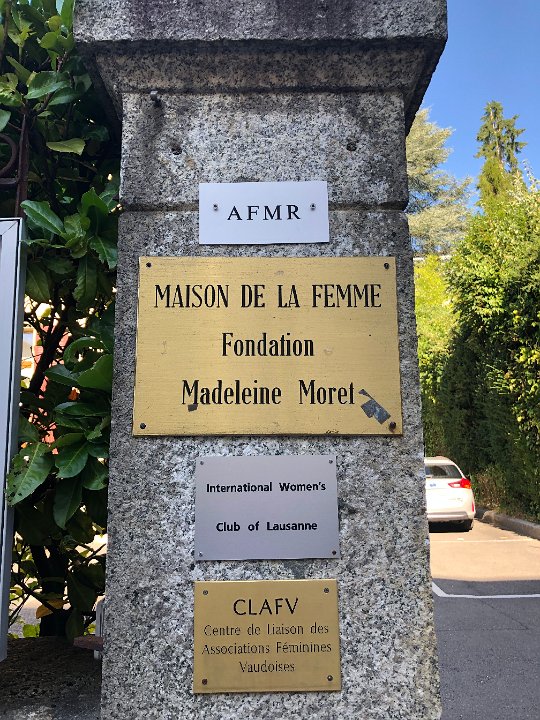 AFMR
MAISON DE LA FEMME
Fondation
Madeleine Moret
International Women's
Club of Lausanne
CLAFV
Centre de liaison des
Associations Féminines
Vaudoises